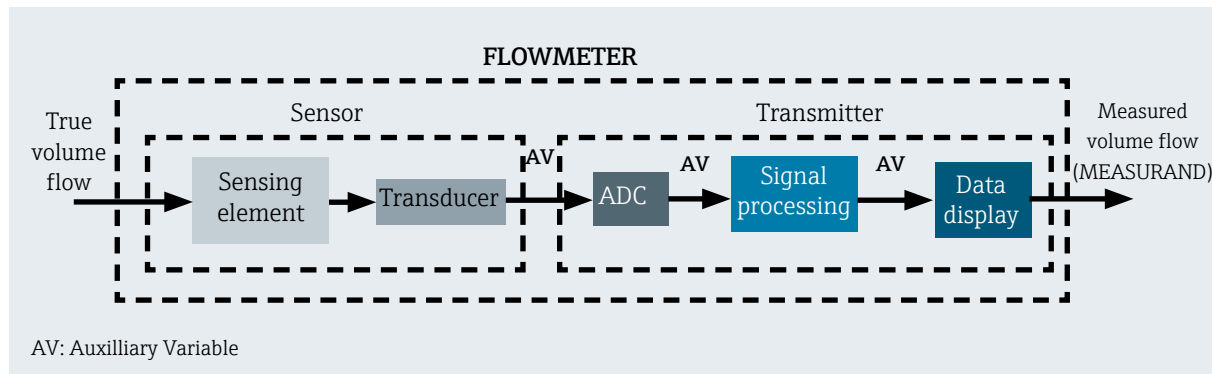 FLOWMETER
Sensor
Transmitter
True
volume
flow
Sensing
element
Transducer
AV
ADC
AV
Signal
processing
AV
Data
display
Measured
volume flow
(MEASURAND)
AV: Auxilliary Variable